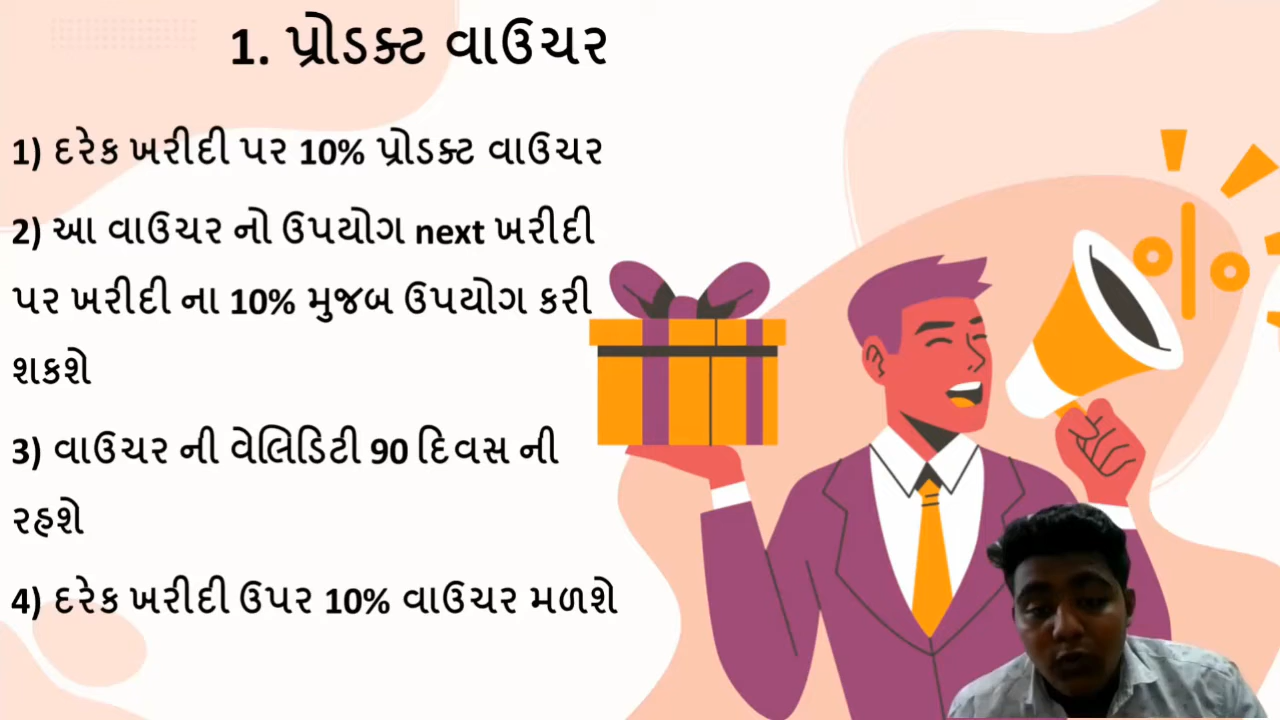 1. પ્રોડક્ટ વાઉચર
1) દરેક ખરીદી પર 10% પ્રોડક્ટ વાઉચર
2) આ વાઉચર નો ઉપયોગ next ખરીદી
પર ખરીદી ના 10% મુજબ ઉપયોગ કરી
શકશે
3) વાઉચર ની વેલિડિટી 90 દિવસ ની
રહશે
4) દરેક ખરીદી ઉપર 10% વાઉચર મળશે
%